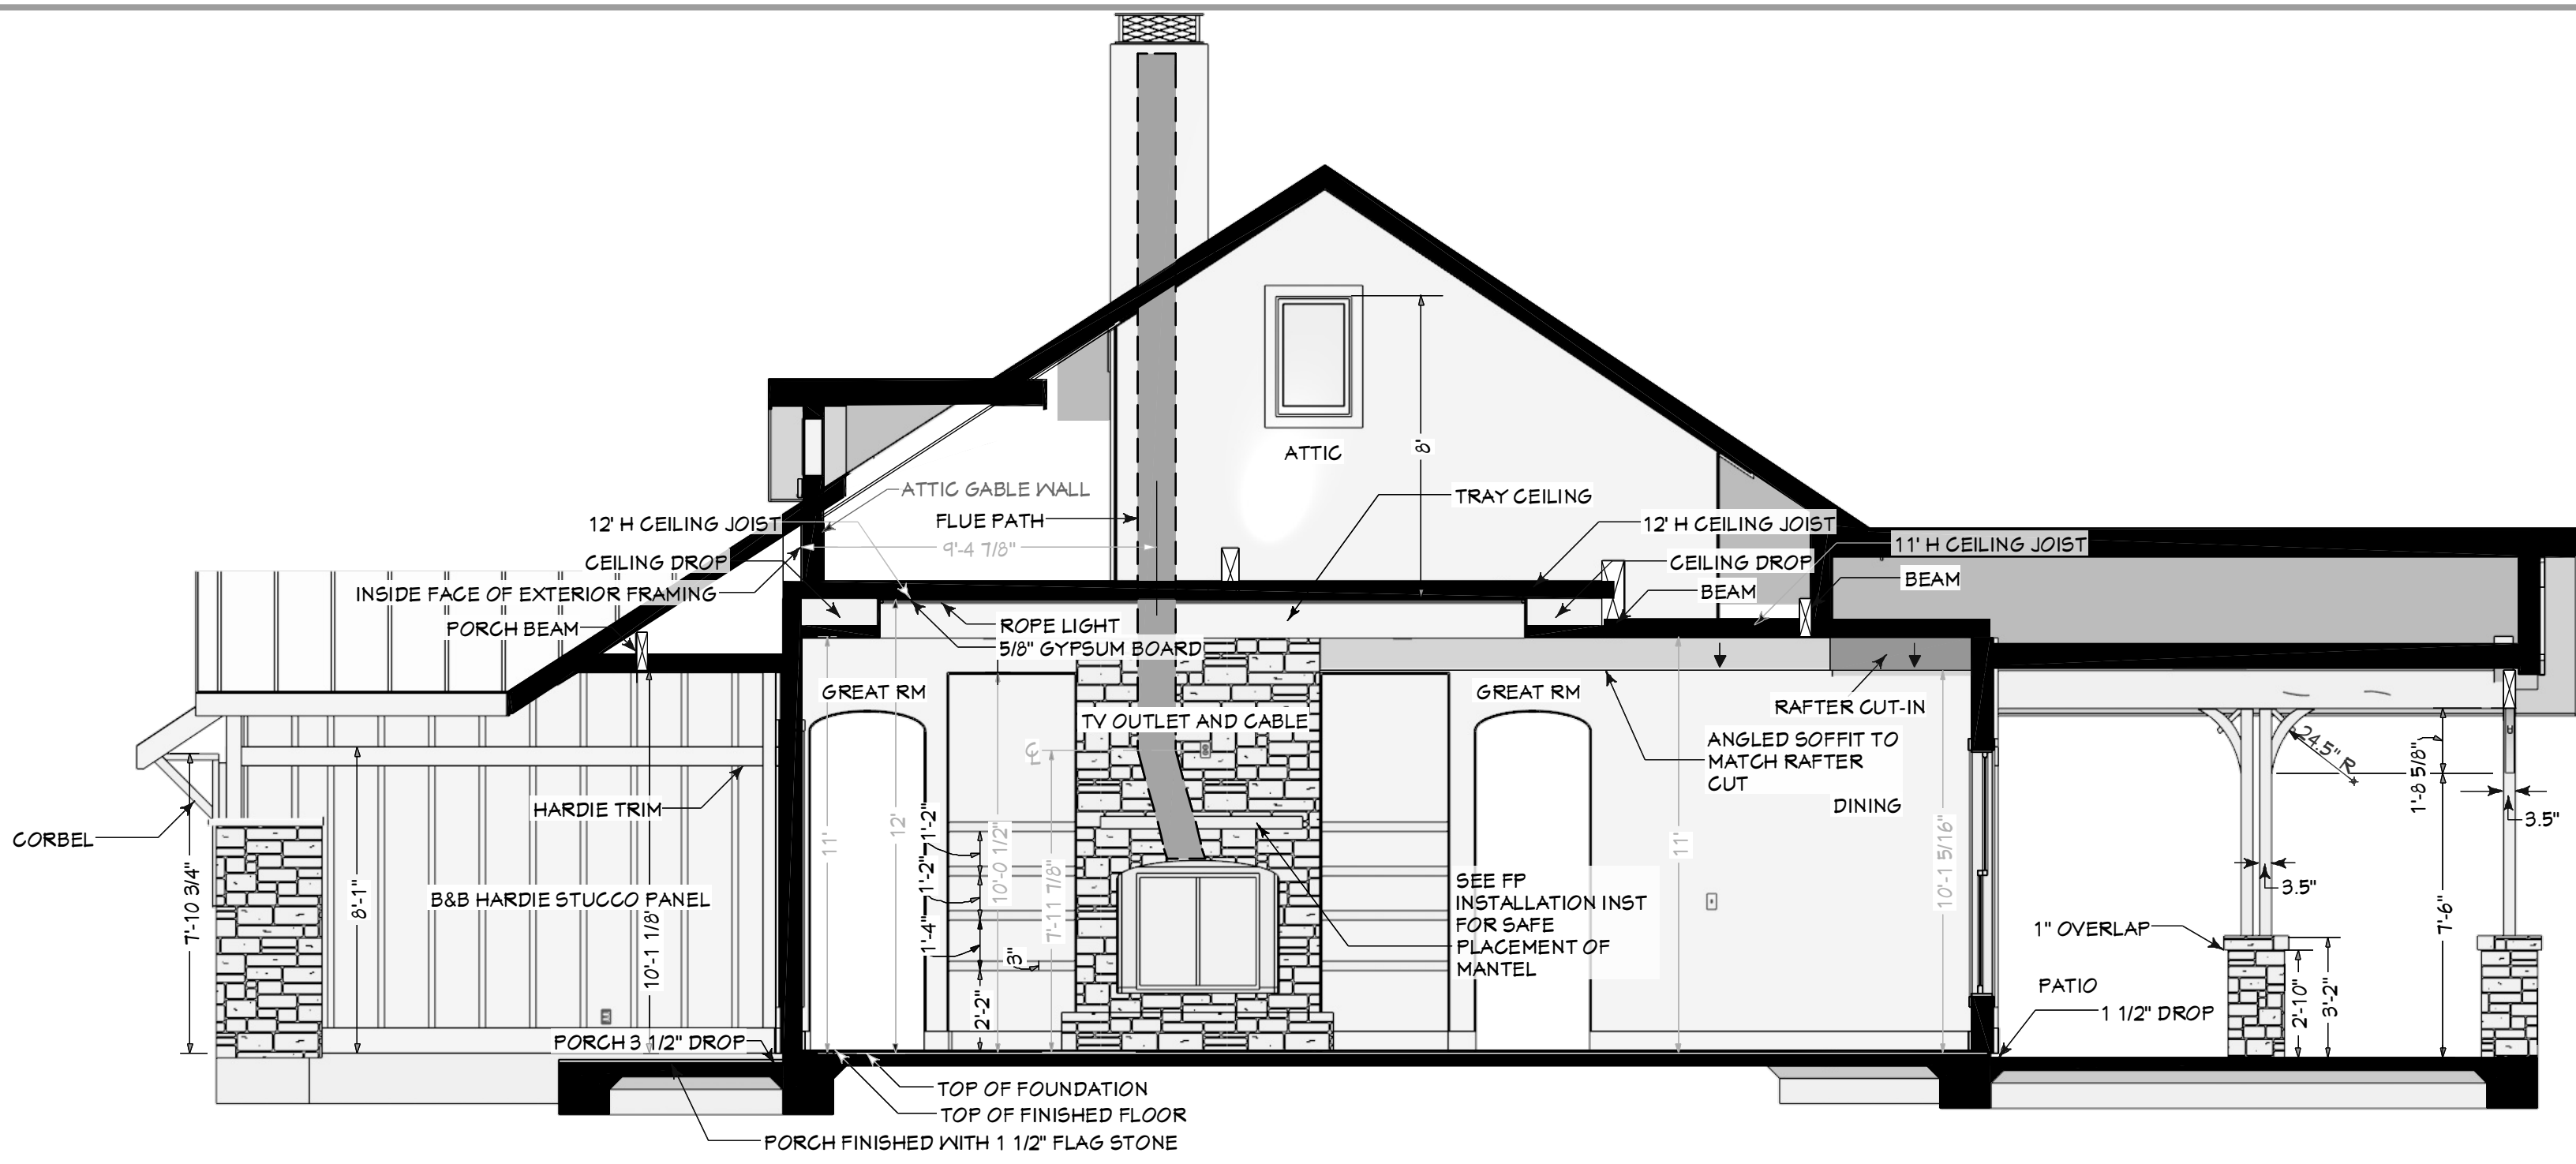 ATTIC
8'
ATTIC GABLE WALL
TRAY CEILING
12' H CEILING JOIST
FLUE PATH
12' H CEILING JOIST
11' H CEILING JOIST
9'-4 7/8"
CEILING DROP
CEILING DROP
BEAM
INSIDE FACE OF EXTERIOR FRAMING
BEAM
PORCH BEAM
ROPE LIGHT
5/8" GYPSUM BOARD
GREAT RM
GREAT RM
RAFTER CUT-IN
TV OUTLET AND CABLE
ANGLED SOFFIT TO
MATCH RAFTER
CUT
24.5" R
1'-8 5/8"
HARDIE TRIM
DINING
CORBEL
3.5"
11'
12'
1'-2"
1'-2"
1'-4"
3"
2'-2"
10'-0 1/2"
7'-11 7/8"
11'
10'-1 5/16"
7'-10 3/4"
8'-1"
B&B HARDIE STUCCO PANEL
10'-1 1/8"
SEE FP
INSTALLATION INST
FOR SAFE
PLACEMENT OF
MANTEL
3.5"
7'-6"
1" OVERLAP
PATIO
2'-10"
3'-2"
1 1/2" DROP
PORCH 3 1/2" DROP
TOP OF FOUNDATION
TOP OF FINISHED FLOOR
PORCH FINISHED WITH 1 1/2" FLAG STONE